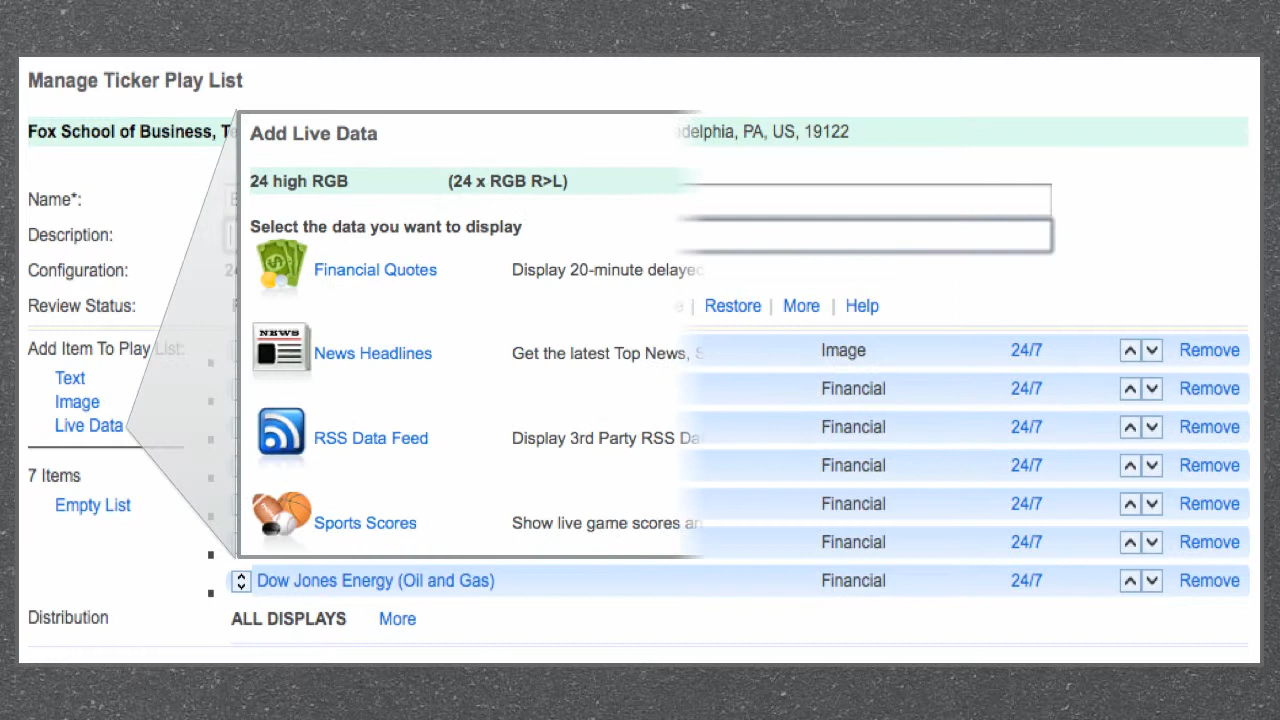 Manage Ticker Play List
Fox School of Business, adelphia, PA, US, 19122
Add Live Data
24 high RGB (24 x RGB R>L)
Name*:
Select the data you want to display
Description:
Configuration:
Financial Quotes Display 20-minute delayed
Review Status: | Restore | More | Help
Add Item To Play List: Image 24/7 Remove
News Headlines Get the latest Top News, S
Text
Financial 24/7 Remove
Image
Live Data Financial 24/7 Remove
RSS Data Feed Display 3rd Party RSS Da
7 Items Financial 24/7 Remove
Empty List Financial 24/7 Remove
Sports Scores Show live game scores an
Financial 24/7 Remove
Dow Jones Energy (Oil and Gas) Financial 24/7 Remove
Distribution ALL DISPLAYS More
NEWS